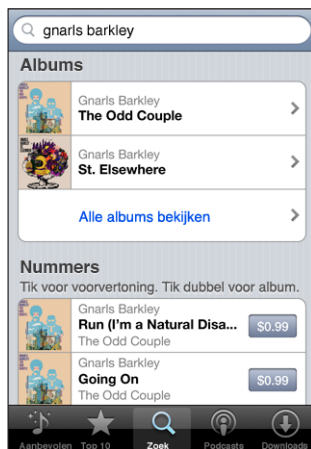 gnarls barkley
Albums
Gnarls Barkley
The Odd Couple
Gnarls Barkley
St. Elsewhere
Alle albums bekijken
Nummers
Tik voor voorvertoning. Tik dubbel voor album.
Gnarls Barkley
Run (I'm a Natural Disa...
$0.99
The Odd Couple
Gnarls Barkley
Going On
$0.99
The Odd Couple
Aanbevolen Top 10 Zoek Podcasts Downloads